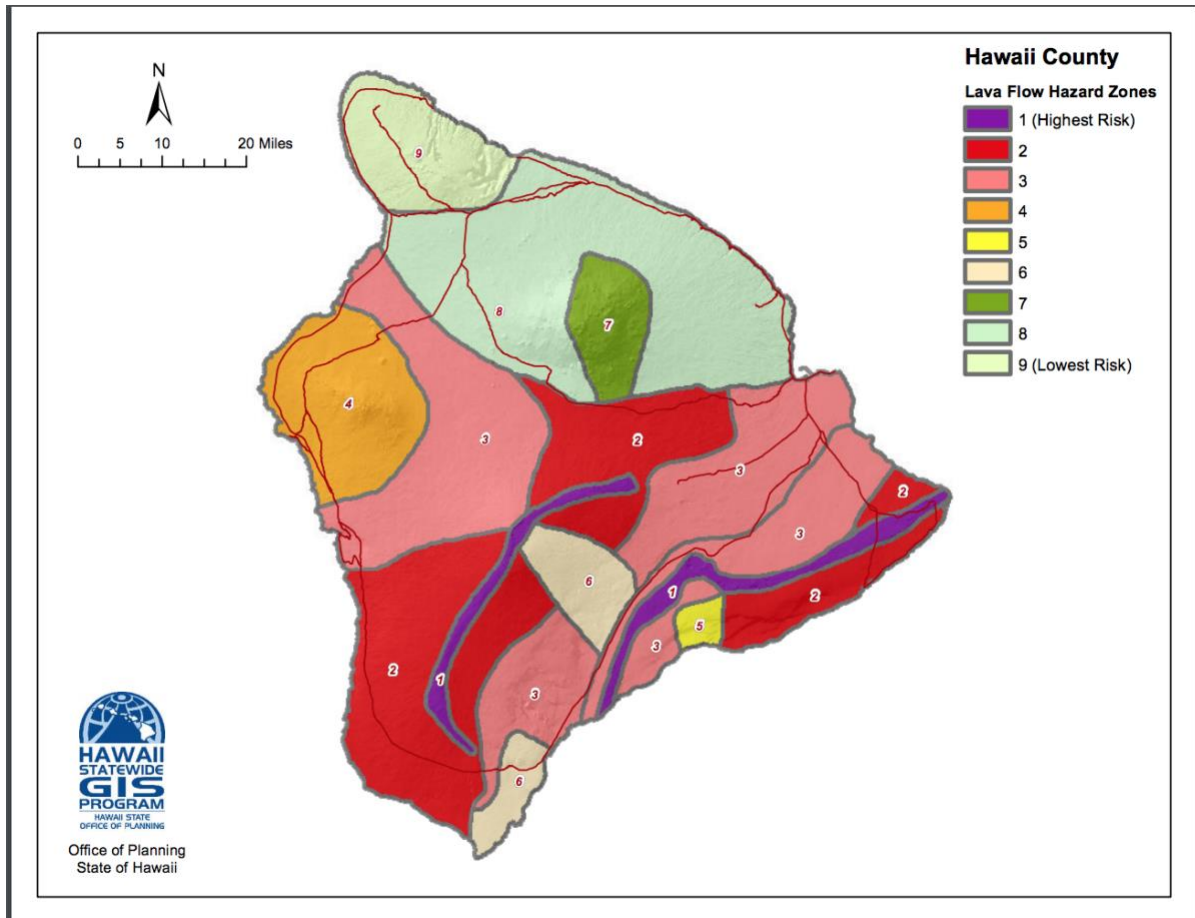 Hawaii County
Lava Flow Hazard Zones
1 (Highest Risk)
2
3
4
5
6
7
8
9 (Lowest Risk)
N
0 5 10 20 Miles
9
8
7
4
3
2
3
2
3
6
1
2
5
3
2
1
3
6
HAWAII
STATEWIDE
GIS
PROGRAM
HAWAII STATE
OFFICE OF PLANNING
Office of Planning
State of Hawaii